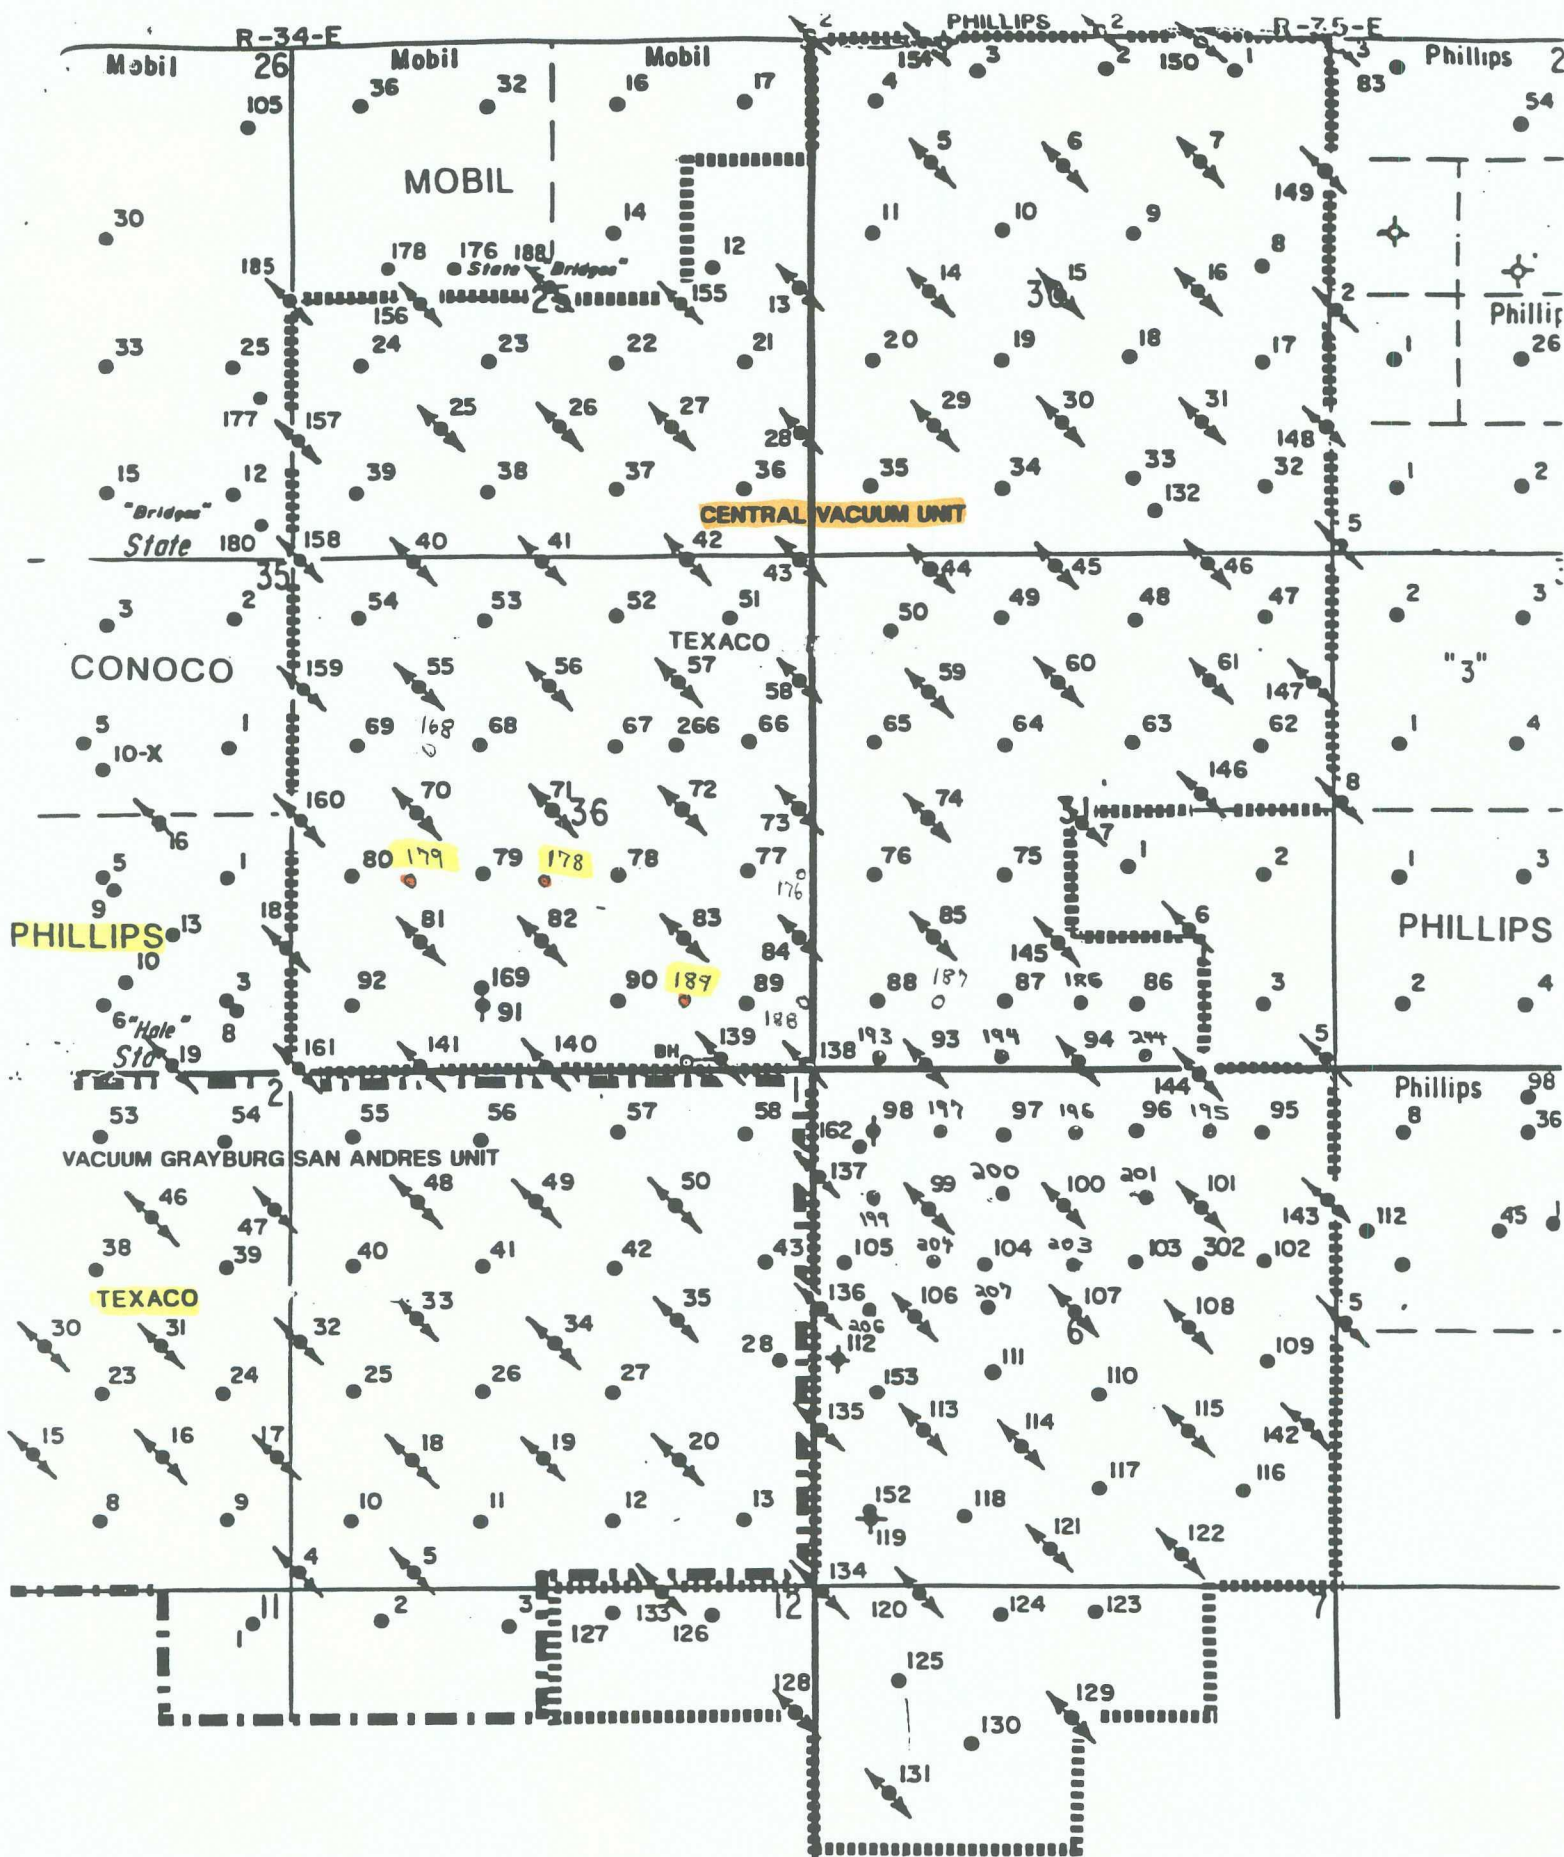 2 PHILLIPS 2
R-34-E R-75-E
Mobil 26 Mobil Mobil 154 3 2 150 1 3 Phillips 2
83
36 32 16 17 4
105 54
5 6 7
MOBIL
149
30 14 11 10 9
178 176 188 12 8
185 State "Bridges"
14 15 16
156 25 155 13 30 2
Phillip
33 25 24 23 22 21 20 19 18 17 1 26
177 157 25 26 27 28 29 30 31 148
15 12 39 38 37 36 35 34 33 32 1 2
132
"Bridges" CENTRAL VACUUM UNIT
State 180 158 40 41 42 43 44 45 46 5
35
3 2 54 53 52 51 50 49 48 47 2 3
TEXACO
CONOCO 159 55 56 57 58 59 60 61 147 "3"
5 1 69 168 68 67 266 66 65 64 63 62 1 4
10-X
160 70 71 72 73 74 146 8
36 31
16 7
5 1 80 179 79 178 78 77 76 75 1 2 1 3
176
9
PHILLIPS 13 18 81 82 83 84 85 145 6 PHILLIPS
10 3 92 169 90 189 89 88 187 87 186 86 3 2 4
91 188
6 "Hale" 8
Sta 19 161 141 140 BH 139 138 193 93 194 94 244 144 5
2 1 Phillips 98
53 54 55 56 57 58 162 98 197 97 196 96 195 95 8 36
VACUUM GRAYBURG SAN ANDRES UNIT
137
46 47 48 49 50 99 200 100 201 101 143 112 45 1
199
38 39 40 41 42 43 105 204 104 203 103 302 102
TEXACO 33 35 136 206 106 207 107 108 5
6
30 31 32 34 28 112 109
23 24 25 26 27 153 111 110
15 16 17 18 19 20 135 113 114 115 142
8 9 10 11 12 13 152 118 117 116
119
121 122
4 5 134
11 2 3 133 12 120 124 123 7
1 127 126
125
128 129
130
131